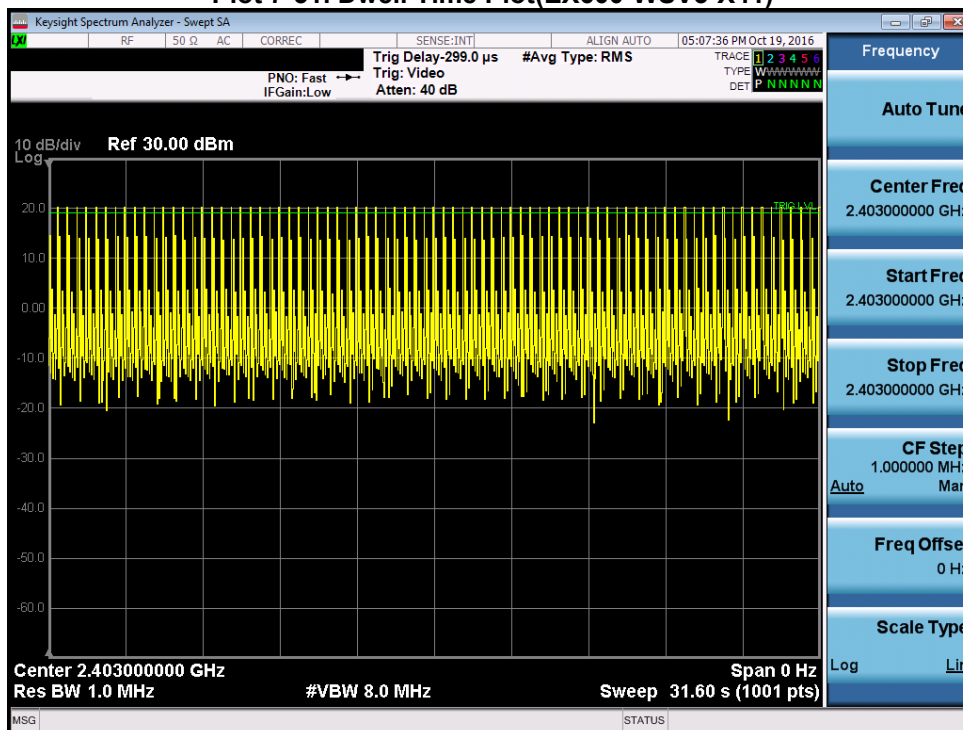 Keysight Spectrum Analyzer - Swept SA
LXI RF 50 Ω AC CORREC SENSE:INT ALIGN AUTO 05:07:36 PM Oct 19, 2016
Trig Delay-299.0 µs #Avg Type: RMS TRACE 1 2 3 4 5 6
PNO: Fast Trig: Video TYPE WWWWWW
IFGain:Low Atten: 40 dB DET P N N N N N
10 dB/div Ref 30.00 dBm
Log
TRIG LVL
20.0
10.0
0.00
-10.0
-20.0
-30.0
-40.0
-50.0
-60.0
Center 2.403000000 GHz Span 0 Hz
Res BW 1.0 MHz #VBW 8.0 MHz Sweep 31.60 s (1001 pts)
MSG STATUS
Frequency
Auto Tune
Center Freq
2.403000000 GHz
Start Freq
2.403000000 GHz
Stop Freq
2.403000000 GHz
CF Step
1.000000 MHz
Auto Man
Freq Offset
0 Hz
Scale Type
Log Lin